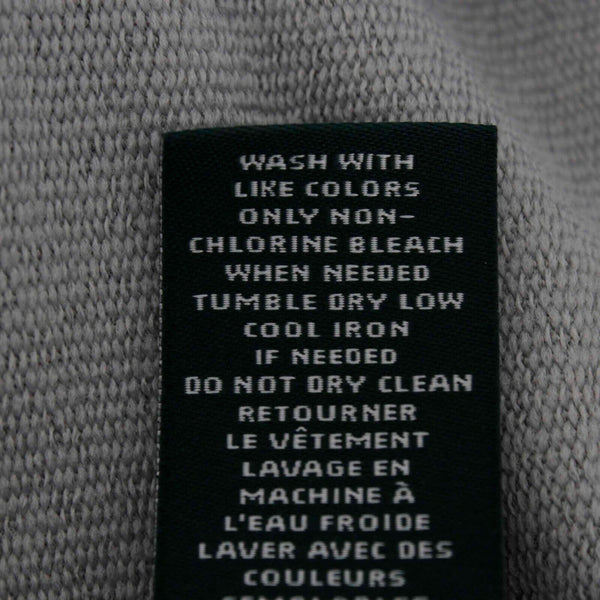 WASH WITH
LIKE COLORS
ONLY NON-
CHLORINE BLEACH
WHEN NEEDED
TUMBLE DRY LOW
COOL IRON
IF NEEDED
DO NOT DRY CLEAN
RETOURNER
LE VÊTEMENT
LAVAGE EN
MACHINE À
L'EAU FROIDE
LAVER AVEC DES
COULEURS